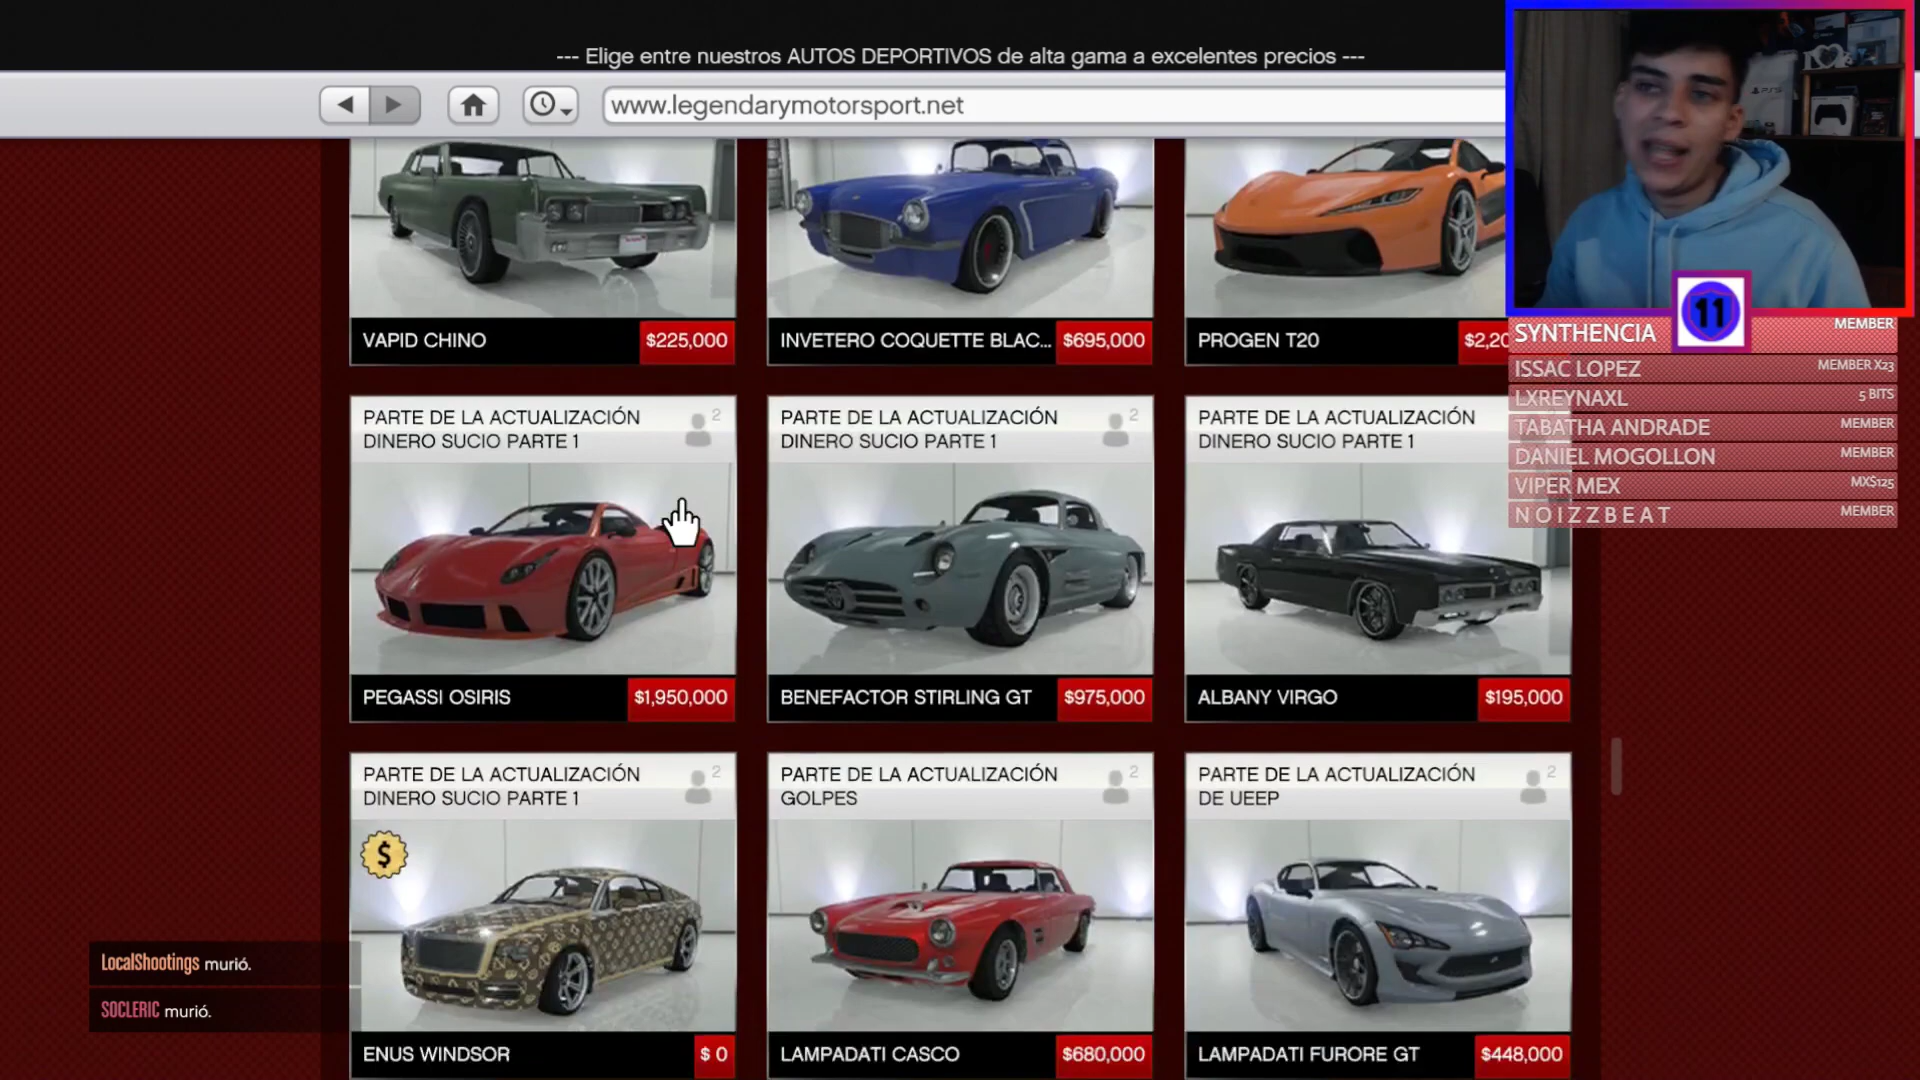 --- Elige entre nuestros AUTOS DEPORTIVOS de alta gama a excelentes precios ---
www.legendarymotorsport.net
VAPID CHINO $225,000
INVETERO COQUETTE BLAC... $695,000
PROGEN T20 $2,20
11
SYNTHENCIA MEMBER
ISSAC LOPEZ MEMBER X23
LXREYNAXL 5 BITS
TABATHA ANDRADE MEMBER
DANIEL MOGOLLON MEMBER
VIPER MEX MX$125
NOIZZBEAT MEMBER
PARTE DE LA ACTUALIZACIÓN
DINERO SUCIO PARTE 1
2
PEGASSI OSIRIS $1,950,000
PARTE DE LA ACTUALIZACIÓN
DINERO SUCIO PARTE 1
2
BENEFACTOR STIRLING GT $975,000
PARTE DE LA ACTUALIZACIÓN
DINERO SUCIO PARTE 1
ALBANY VIRGO $195,000
PARTE DE LA ACTUALIZACIÓN
DINERO SUCIO PARTE 1
2
$
ENUS WINDSOR $ 0
PARTE DE LA ACTUALIZACIÓN
GOLPES
2
LAMPADATI CASCO $680,000
PARTE DE LA ACTUALIZACIÓN
DE UEEP
2
LAMPADATI FURORE GT $448,000
LocalShootings murió.
SOCLERIC murió.